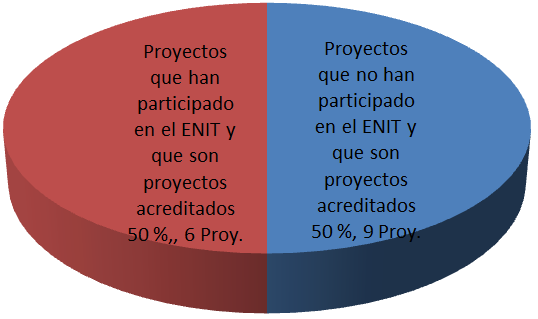 Proyectos
que han
participado
en el ENIT y
que son
proyectos
acreditados
50 %,, 6 Proy.
Proyectos
que no han
participado
en el ENIT y
que son
proyectos
acreditados
50 %, 9 Proy.